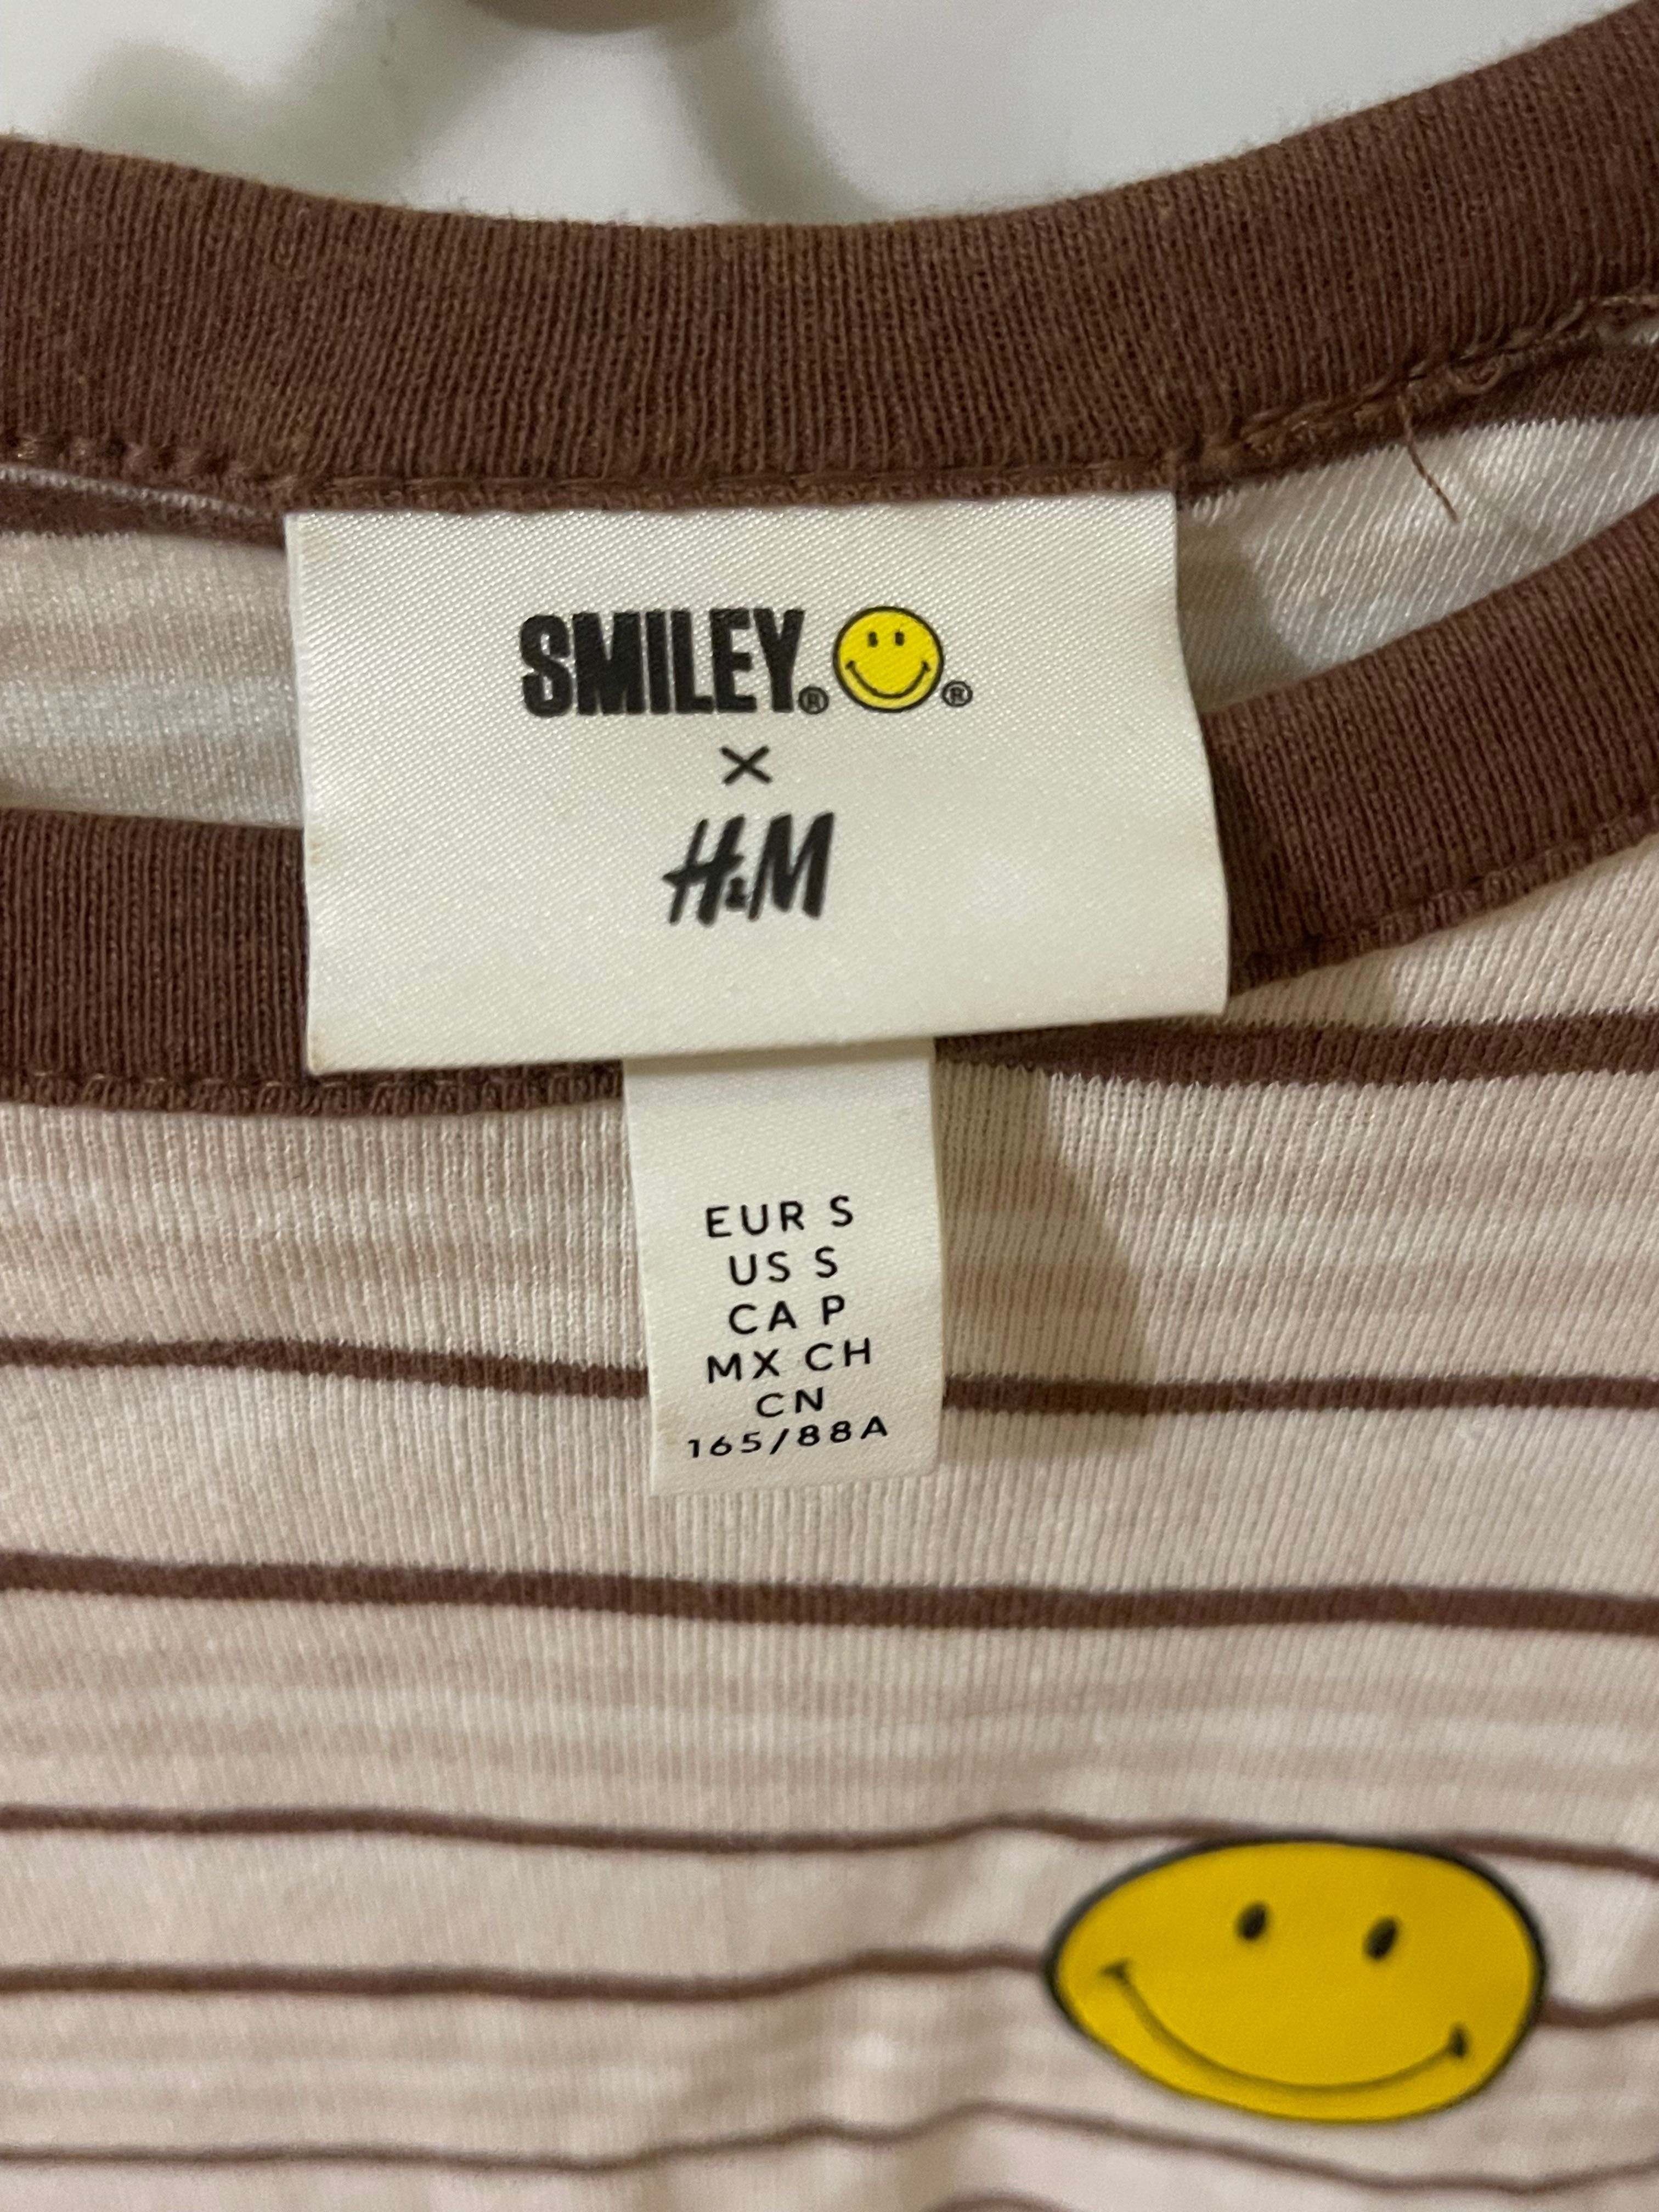 SMILEY® ®
×
H&M
EUR S
US S
CA P
MX CH
CN
165/88A